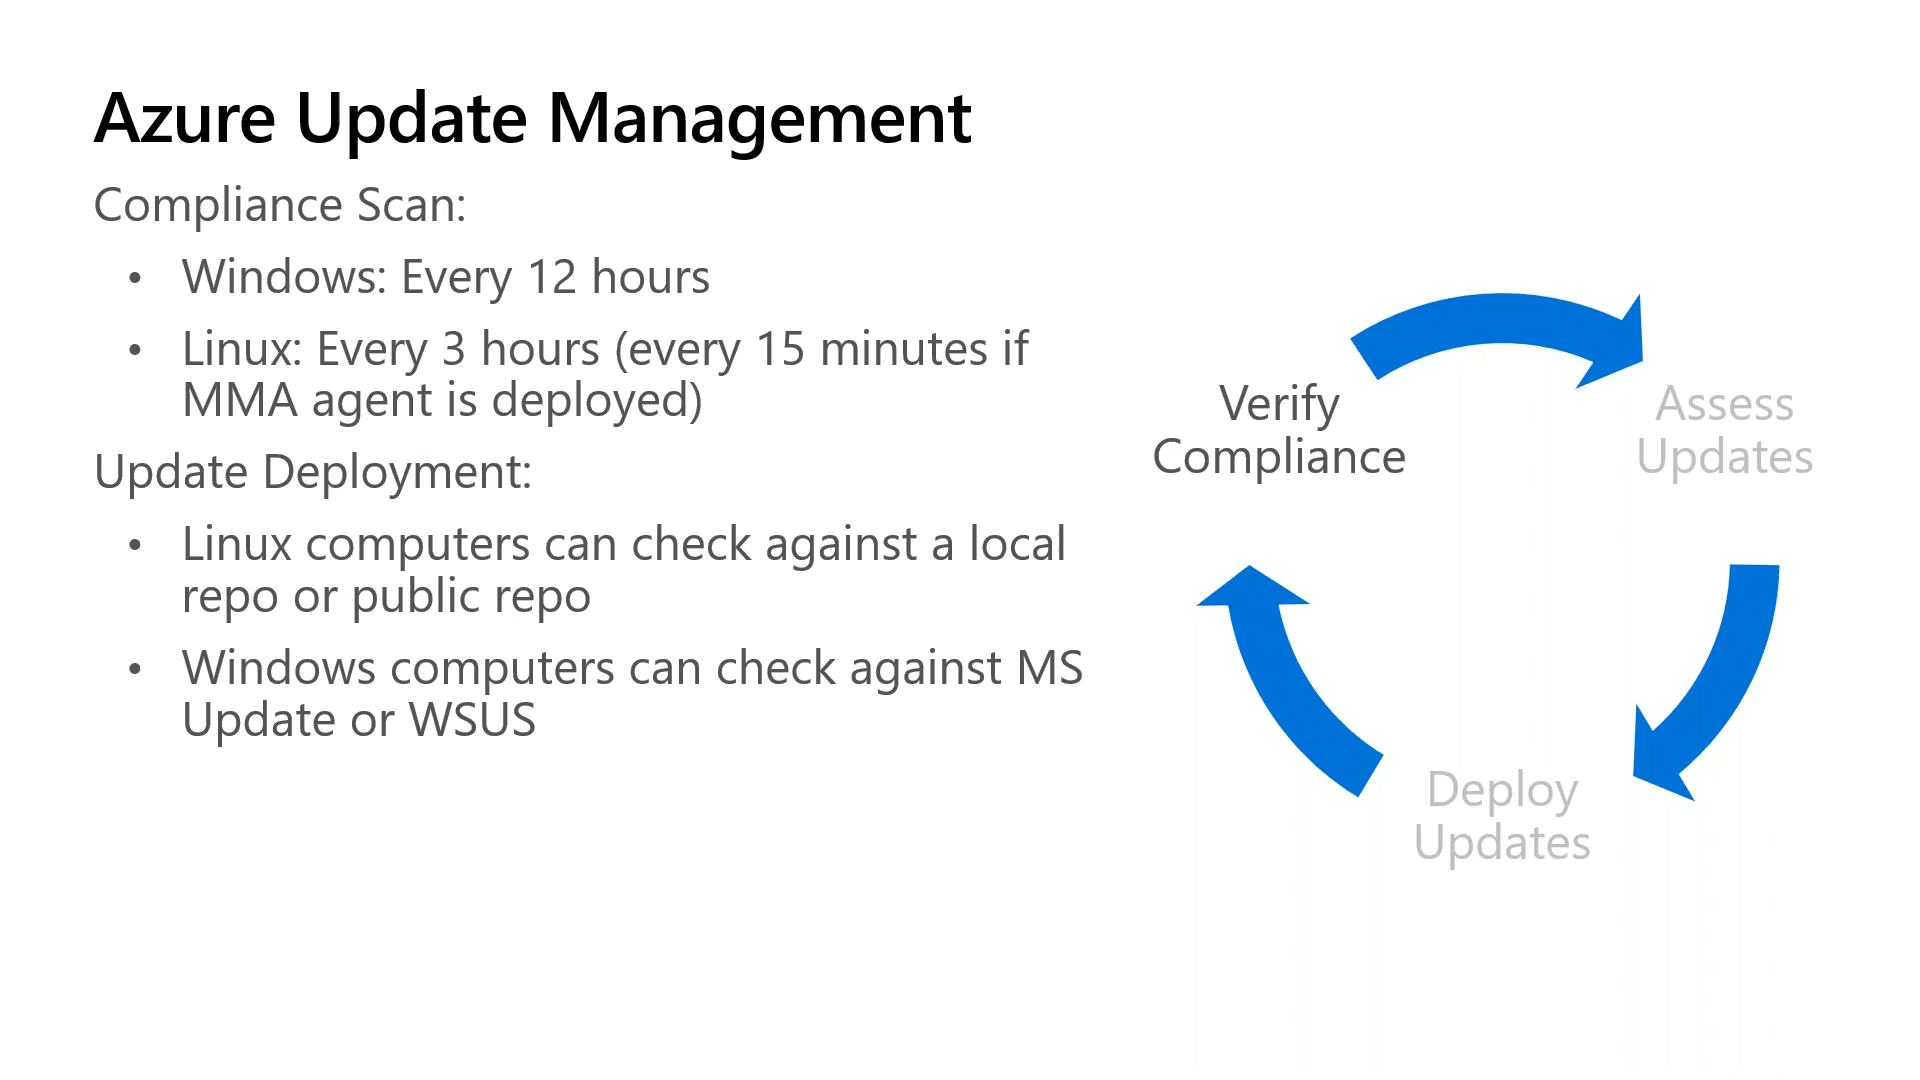 Azure Update Management
Compliance Scan:
• Windows: Every 12 hours
• Linux: Every 3 hours (every 15 minutes if
MMA agent is deployed)
Update Deployment:
• Linux computers can check against a local
repo or public repo
• Windows computers can check against MS
Update or WSUS
Verify
Compliance
Assess
Updates
Deploy
Updates